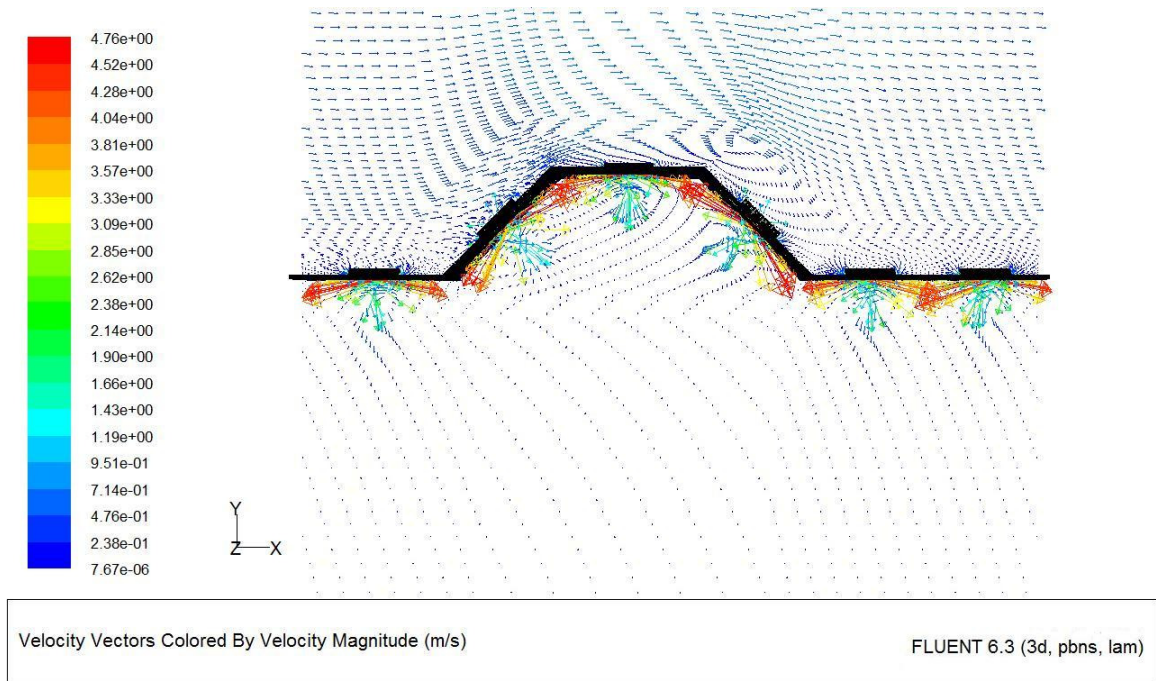 4.76e+00
4.52e+00
4.28e+00
4.04e+00
3.81e+00
3.57e+00
3.33e+00
3.09e+00
2.85e+00
2.62e+00
2.38e+00
2.14e+00
1.90e+00
1.66e+00
1.43e+00
1.19e+00
9.51e-01
7.14e-01
4.76e-01
2.38e-01
7.67e-06
Y
Z X
Velocity Vectors Colored By Velocity Magnitude (m/s)
FLUENT 6.3 (3d, pbns, lam)